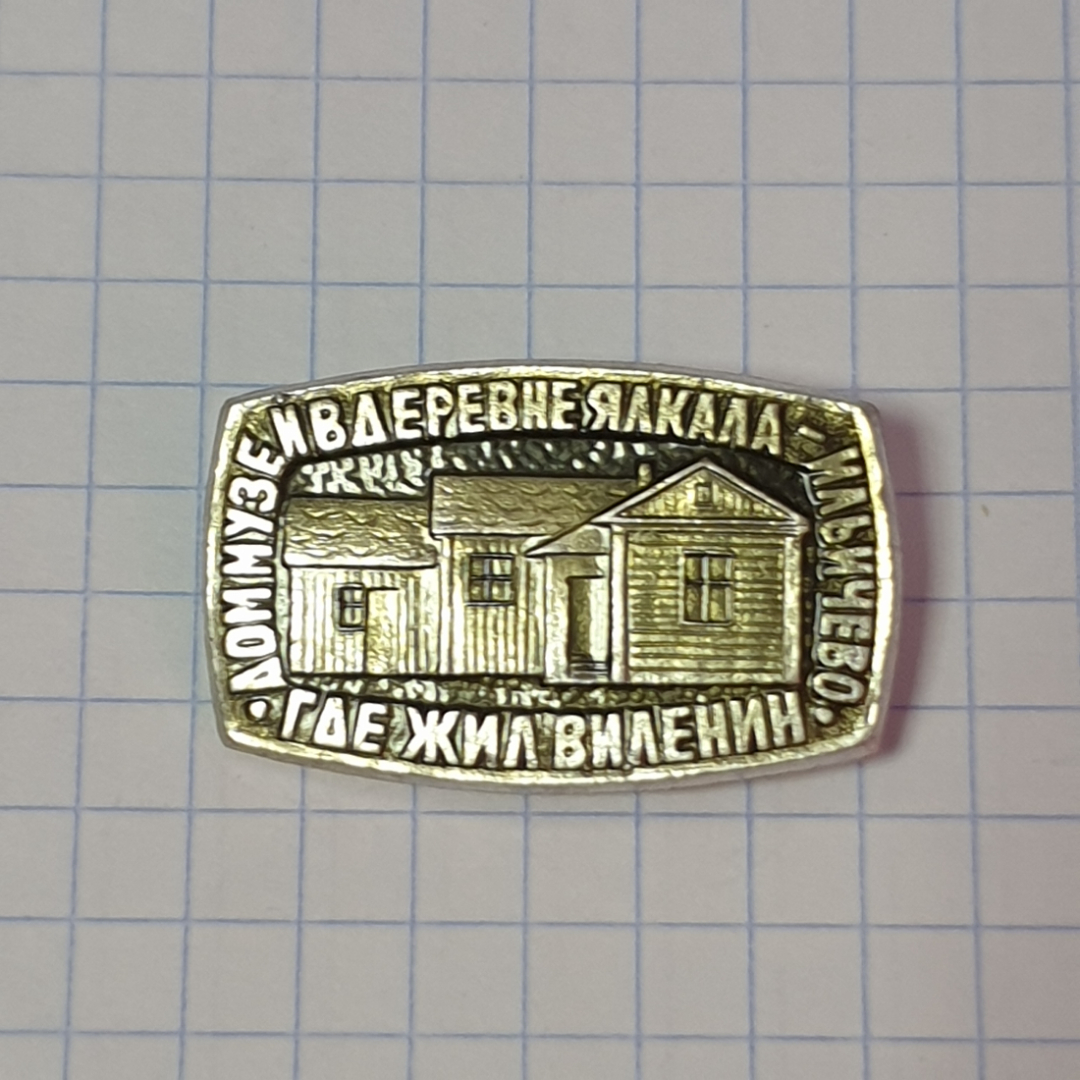 ДОМ МУЗЕЙ В ДЕРЕВНЕ ЯЛКАЛА - ИЛЬИЧЕВО
ГДЕ ЖИЛ В И ЛЕНИН